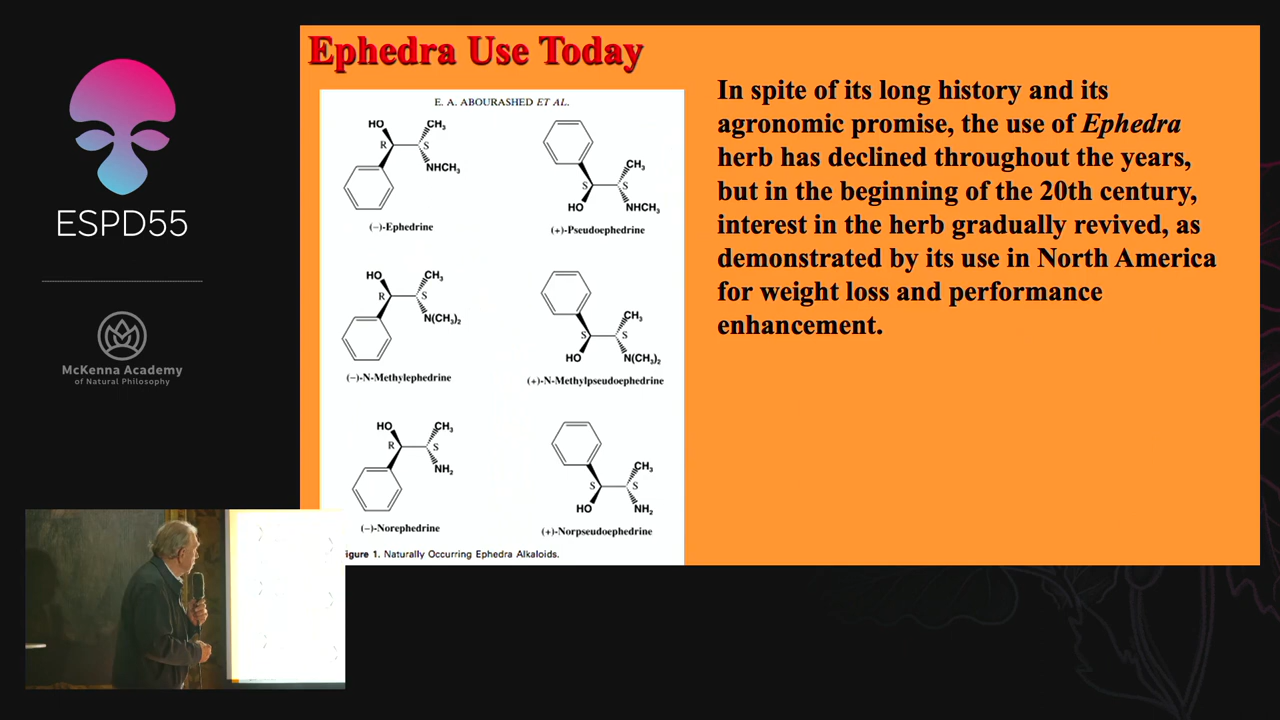 ESPD55
McKenna Academy
of Natural Philosophy
Ephedra Use Today
E. A. ABOURASHED ET AL.
HO CH₃
R S
NHCH₃
(−)-Ephedrine
CH₃
S S
HO NHCH₃
(+)-Pseudoephedrine
HO CH₃
R S
N(CH₃)₂
(−)-N-Methylephedrine
CH₃
S S
HO N(CH₃)₂
(+)-N-Methylpseudoephedrine
HO CH₃
R S
NH₂
(−)-Norephedrine
CH₃
S S
HO NH₂
(+)-Norpseudoephedrine
igure 1. Naturally Occurring Ephedra Alkaloids.
In spite of its long history and its
agronomic promise, the use of Ephedra
herb has declined throughout the years,
but in the beginning of the 20th century,
interest in the herb gradually revived, as
demonstrated by its use in North America
for weight loss and performance
enhancement.